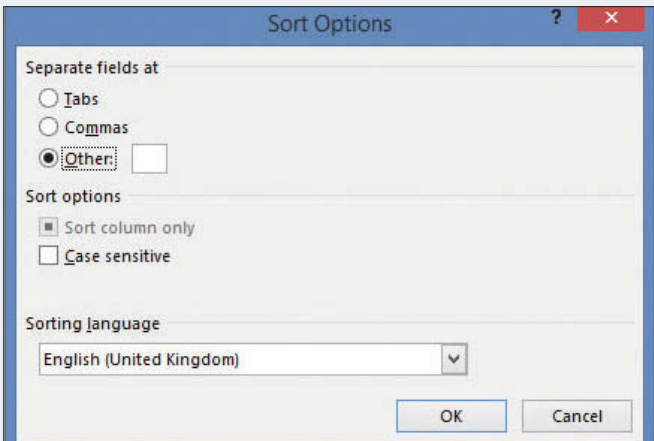 Sort Options
?
Separate fields at
Tabs
Commas
Other:
Sort options
Sort column only
Case sensitive
Sorting language
English (United Kingdom)
OK Cancel